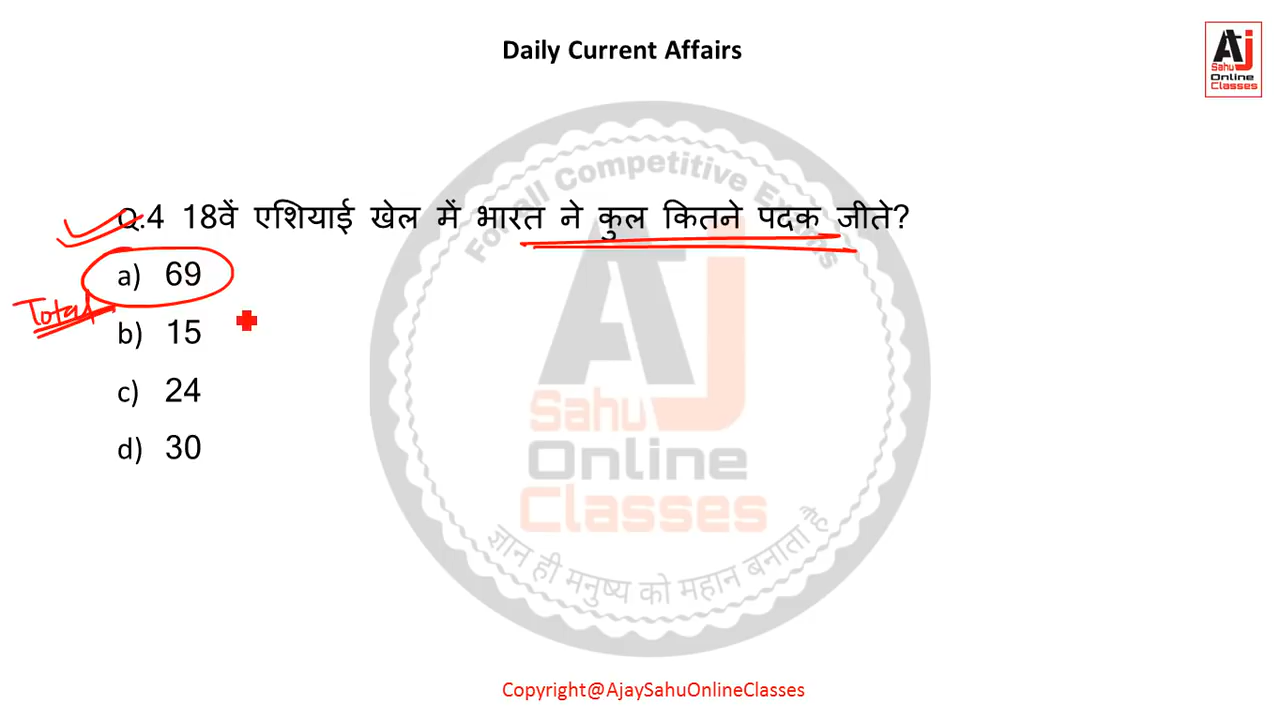 Daily Current Affairs
AJ
Sahu
Online
Classes
For all Competitive Exams
Q.4 18वें एशियाई खेल में भारत ने कुल कितने पदक जीते?
a) 69
Total
b) 15
c) 24
d) 30
AJ
Sahu
Online
Classes
ज्ञान ही मनुष्य को महान बनाता है
Copyright@AjaySahuOnlineClasses